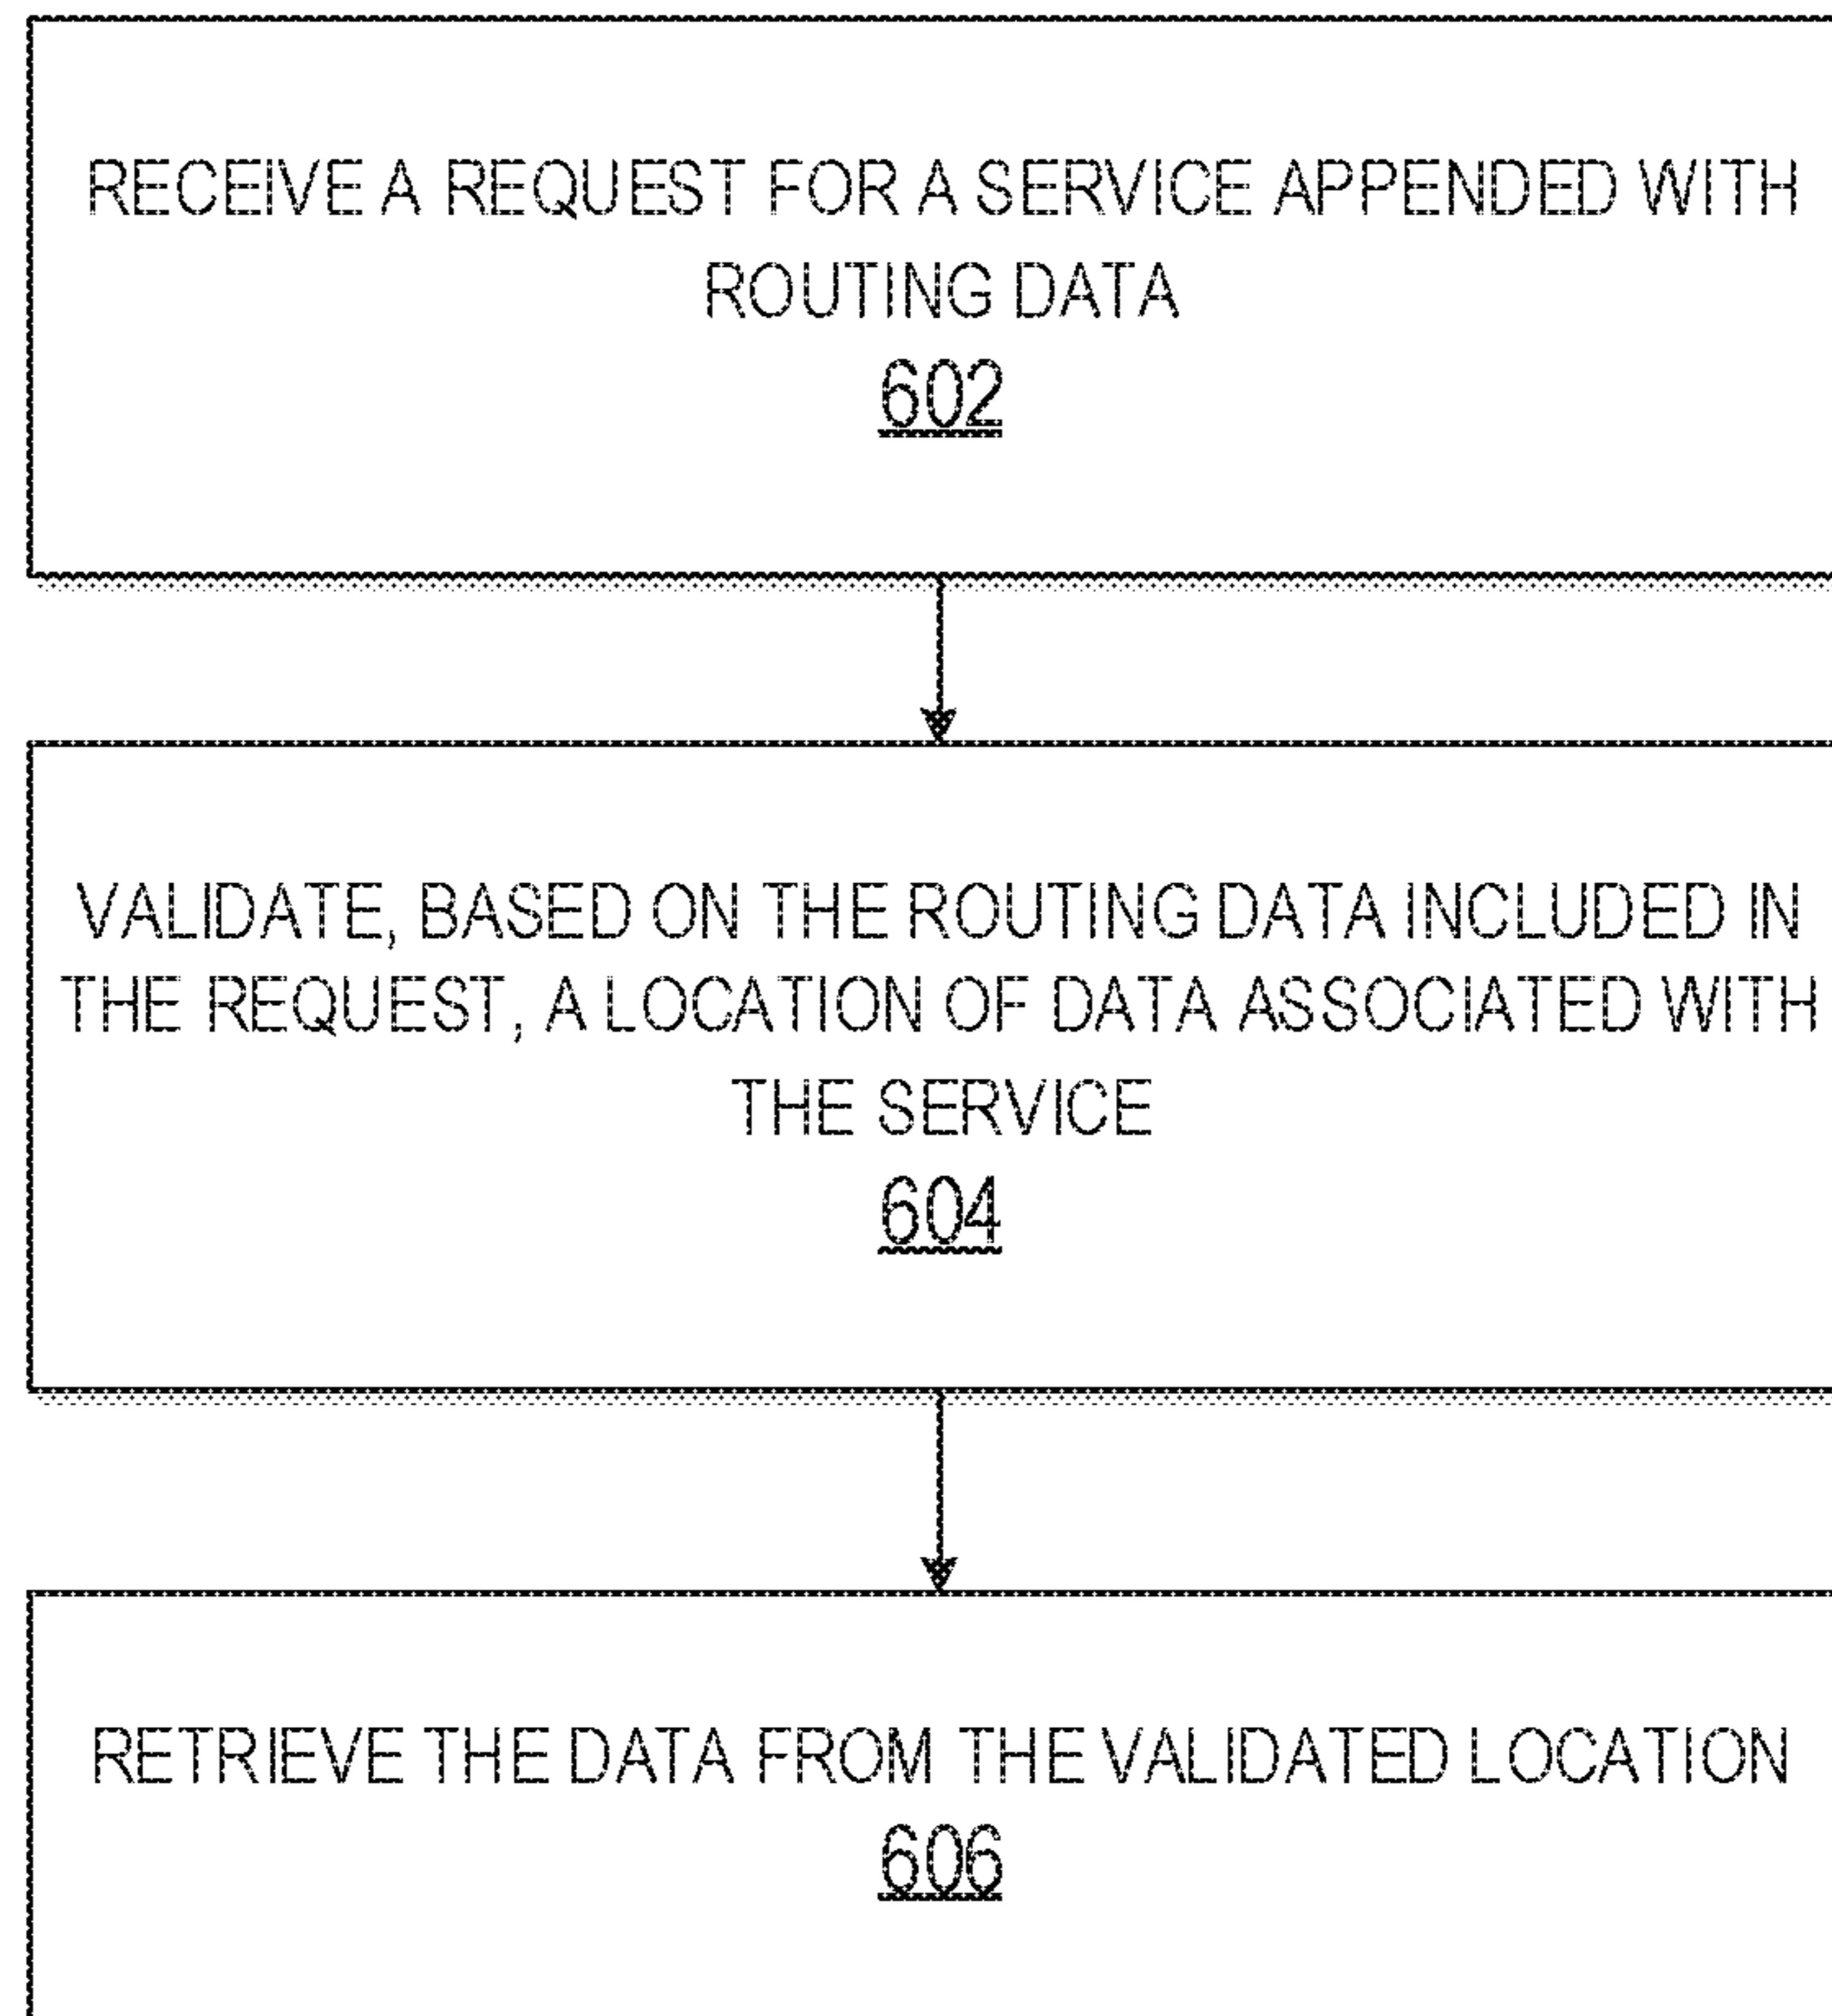 RECEIVE A REQUEST FOR A SERVICE APPENDED WITH
ROUTING DATA
602
VALIDATE, BASED ON THE ROUTING DATA INCLUDED IN
THE REQUEST, A LOCATION OF DATA ASSOCIATED WITH
THE SERVICE
604
RETRIEVE THE DATA FROM THE VALIDATED LOCATION
606